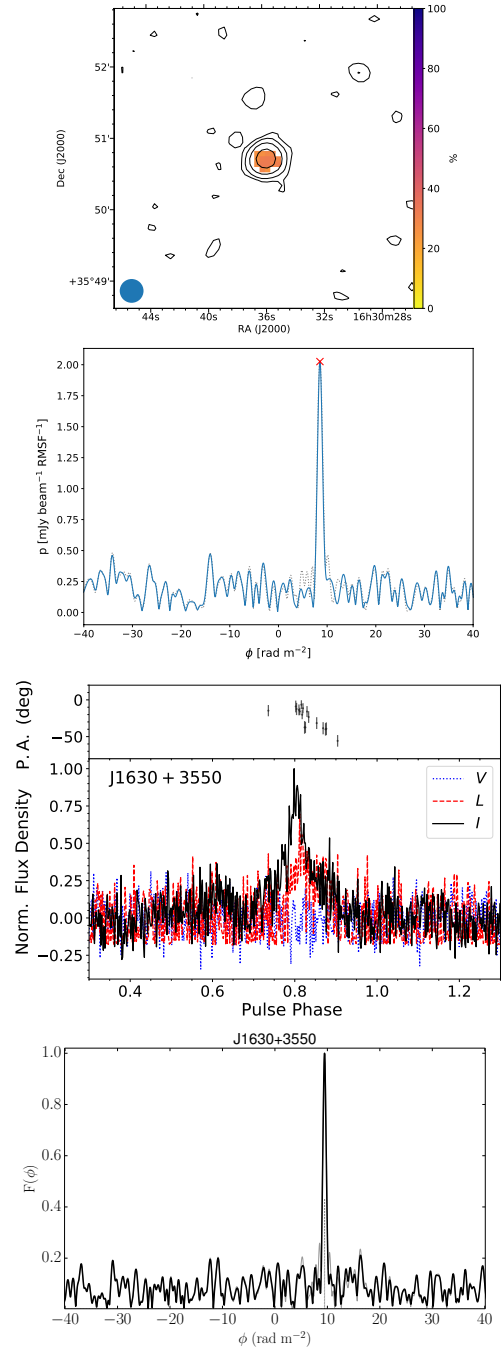 52'
51'
50'
+35°49'
Dec (J2000)
44s 40s 36s 32s 16h30m28s
RA (J2000)
100
80
60
40
20
0
%
2.00
1.75
1.50
1.25
1.00
0.75
0.50
0.25
0.00
p [mJy beam⁻¹ RMSF⁻¹]
−40 −30 −20 −10 0 10 20 30 40
ϕ [rad m⁻²]
0
−50
P. A. (deg)
J1630 + 3550
V
L
I
1.00
0.75
0.50
0.25
0.00
−0.25
Norm. Flux Density
0.4 0.6 0.8 1.0 1.2
Pulse Phase
J1630+3550
1.0
0.8
0.6
0.4
0.2
F(ϕ)
−40 −30 −20 −10 0 10 20 30 40
ϕ (rad m⁻²)